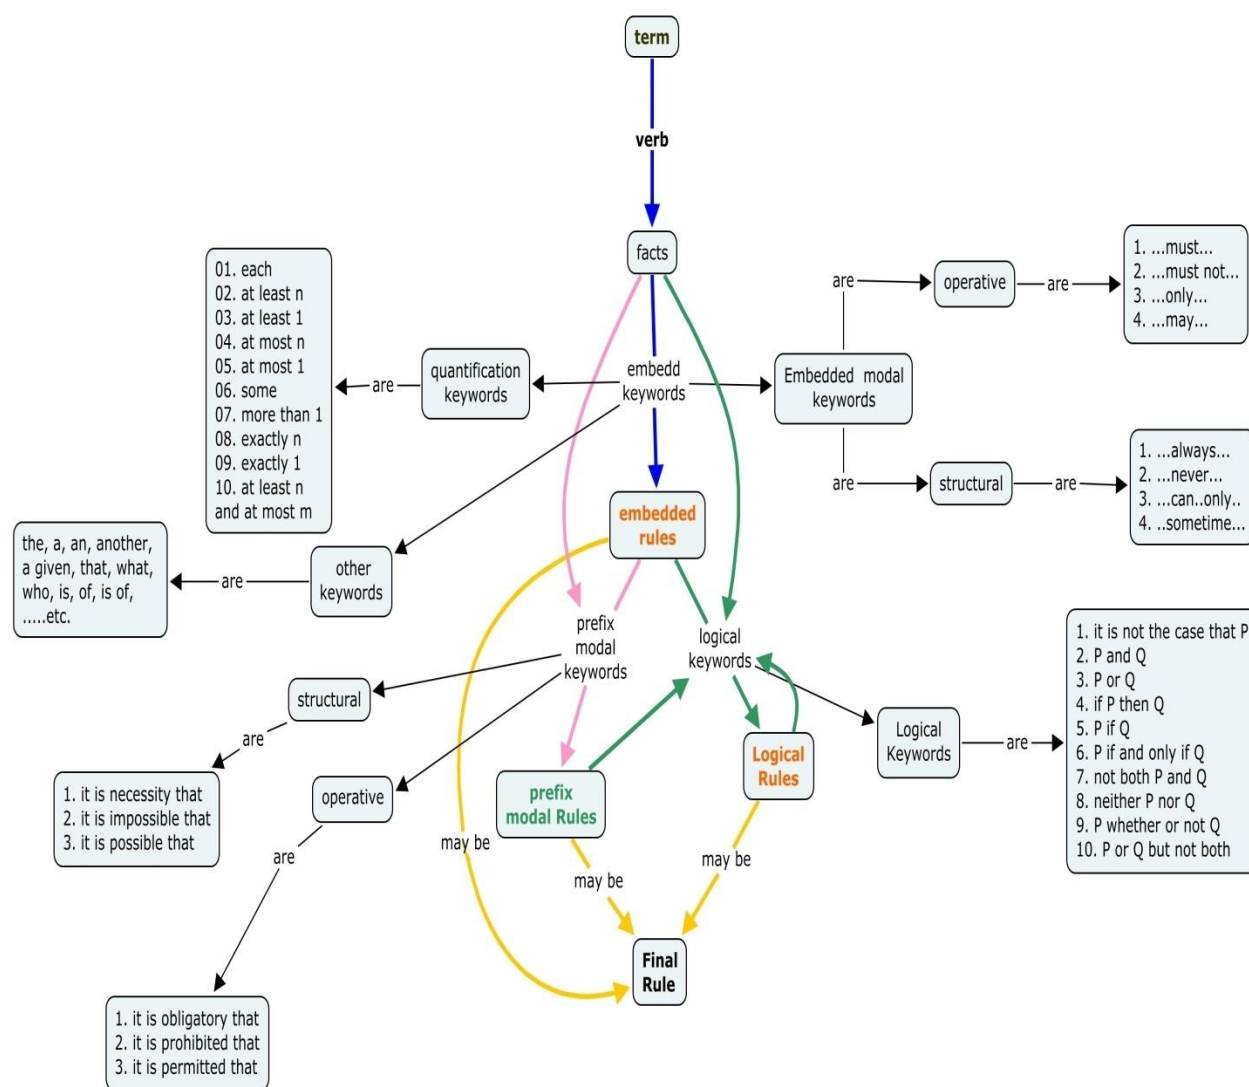 term
verb
facts
01. each
02. at least n
03. at least 1
04. at most n
05. at most 1
06. some
07. more than 1
08. exactly n
09. exactly 1
10. at least n
and at most m
are
quantification
keywords
embedd
keywords
Embedded modal
keywords
are
operative
are
1. ...must...
2. ...must not...
3. ...only...
4. ...may...
are
structural
are
1. ...always...
2. ...never...
3. ...can..only..
4. ..sometime...
embedded
rules
the, a, an, another,
a given, that, what,
who, is, of, is of,
.....etc.
are
other
keywords
prefix
modal
keywords
logical
keywords
structural
are
1. it is necessity that
2. it is impossible that
3. it is possible that
operative
are
1. it is obligatory that
2. it is prohibited that
3. it is permitted that
prefix
modal Rules
Logical
Rules
Logical
Keywords
are
1. it is not the case that P
2. P and Q
3. P or Q
4. if P then Q
5. P if Q
6. P if and only if Q
7. not both P and Q
8. neither P nor Q
9. P whether or not Q
10. P or Q but not both
may be
may be
may be
Final
Rule